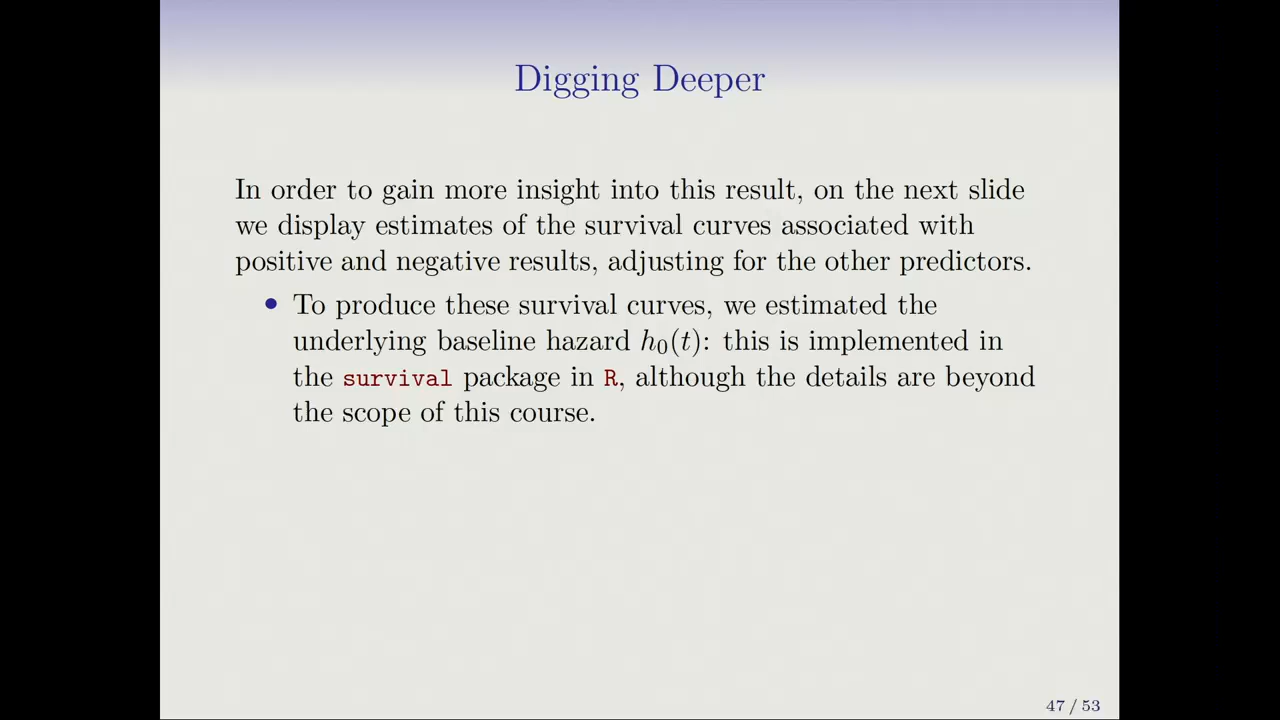 Digging Deeper
In order to gain more insight into this result, on the next slide
we display estimates of the survival curves associated with
positive and negative results, adjusting for the other predictors.
• To produce these survival curves, we estimated the
underlying baseline hazard h₀(t): this is implemented in
the survival package in R, although the details are beyond
the scope of this course.
47 / 53